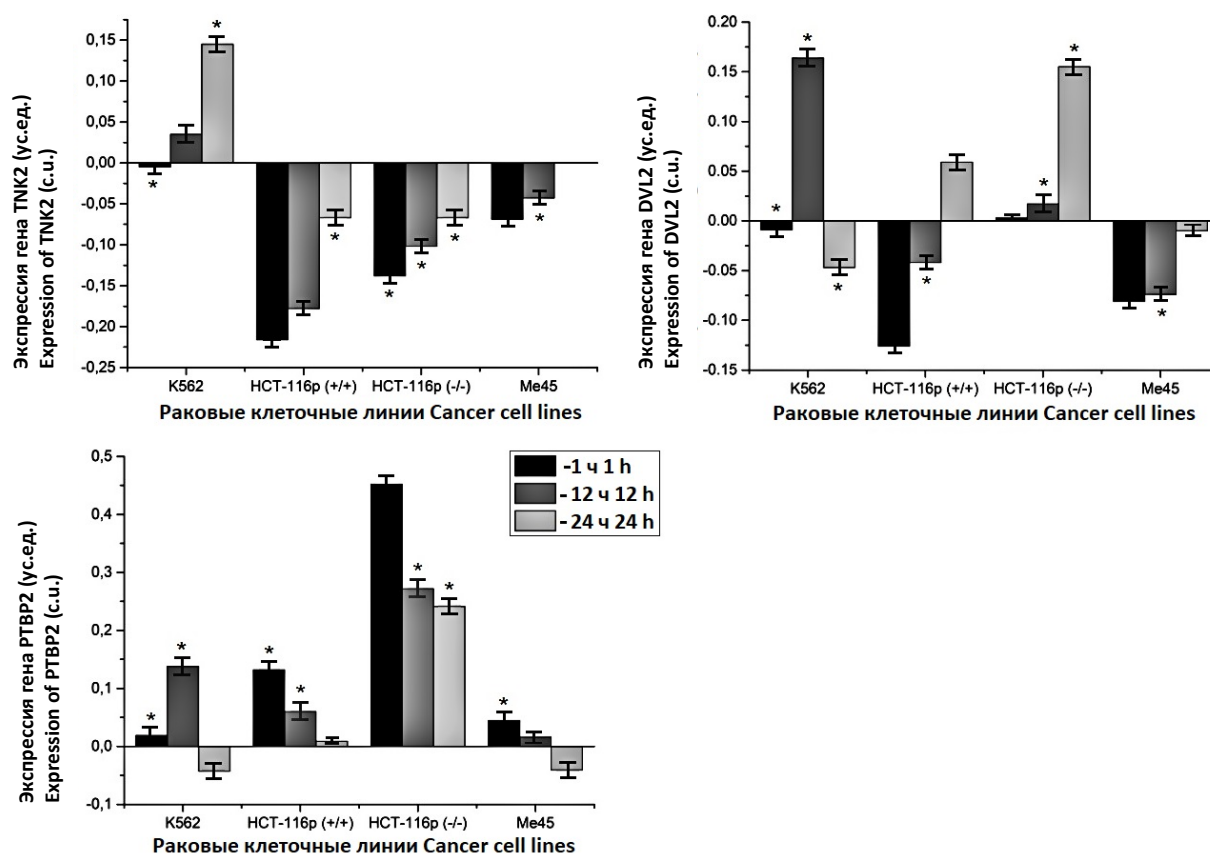 Экспрессия гена TNK2 (ус.ед.)
Expression of TNK2 (c.u.)
0,15
0,10
0,05
0,00
-0,05
-0,10
-0,15
-0,20
-0,25
*
*
*
*
*
*
*
K562
HCT-116p (+/+)
HCT-116p (-/-)
Me45
Раковые клеточные линии Cancer cell lines
Экспрессия гена DVL2 (ус.ед.)
Expression of DVL2 (c.u.)
0.20
0.15
0.10
0.05
0.00
-0.05
-0.10
-0.15
*
*
*
*
*
*
*
K562
HCT-116p (+/+)
HCT-116p (-/-)
Me45
Раковые клеточные линии Cancer cell lines
Экспрессия гена PTBP2 (ус.ед.)
Expression of PTBP2 (c.u.)
0,5
0,4
0,3
0,2
0,1
0,0
-0,1
*
*
*
*
*
*
*
K562
HCT-116p (+/+)
HCT-116p (-/-)
Me45
Раковые клеточные линии Cancer cell lines
-1 ч 1 h
- 12 ч 12 h
- 24 ч 24 h